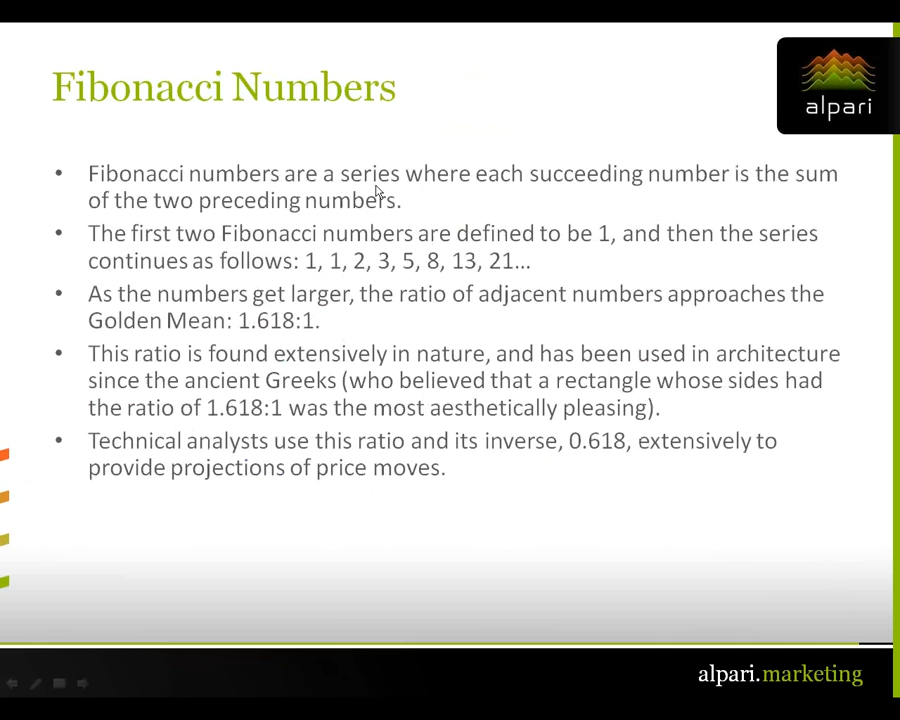 Fibonacci Numbers
alpari
• Fibonacci numbers are a series where each succeeding number is the sum
of the two preceding numbers.
• The first two Fibonacci numbers are defined to be 1, and then the series
continues as follows: 1, 1, 2, 3, 5, 8, 13, 21...
• As the numbers get larger, the ratio of adjacent numbers approaches the
Golden Mean: 1.618:1.
• This ratio is found extensively in nature, and has been used in architecture
since the ancient Greeks (who believed that a rectangle whose sides had
the ratio of 1.618:1 was the most aesthetically pleasing).
• Technical analysts use this ratio and its inverse, 0.618, extensively to
provide projections of price moves.
alpari.marketing